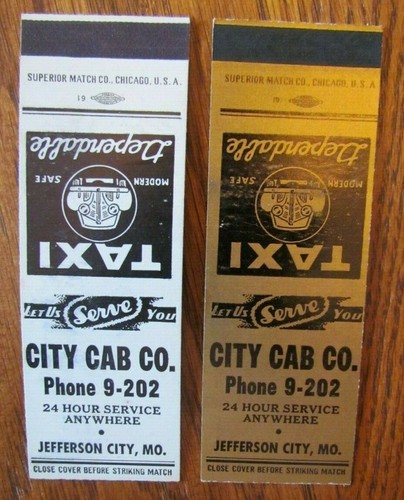 SUPERIOR MATCH CO., CHICAGO, U.S.A.
61
TAXI
MODERN SAFE
Dependable
LET US Serve YOU
CITY CAB CO.
Phone 9-202
24 HOUR SERVICE
ANYWHERE
JEFFERSON CITY, MO.
CLOSE COVER BEFORE STRIKING MATCH
SUPERIOR MATCH CO., CHICAGO, U.S.A.
TAXI
MODERN SAFE
Dependable
LET US Serve YOU
CITY CAB CO.
Phone 9-202
24 HOUR SERVICE
ANYWHERE
JEFFERSON CITY, MO.
CLOSE COVER BEFORE STRIKING MATCH